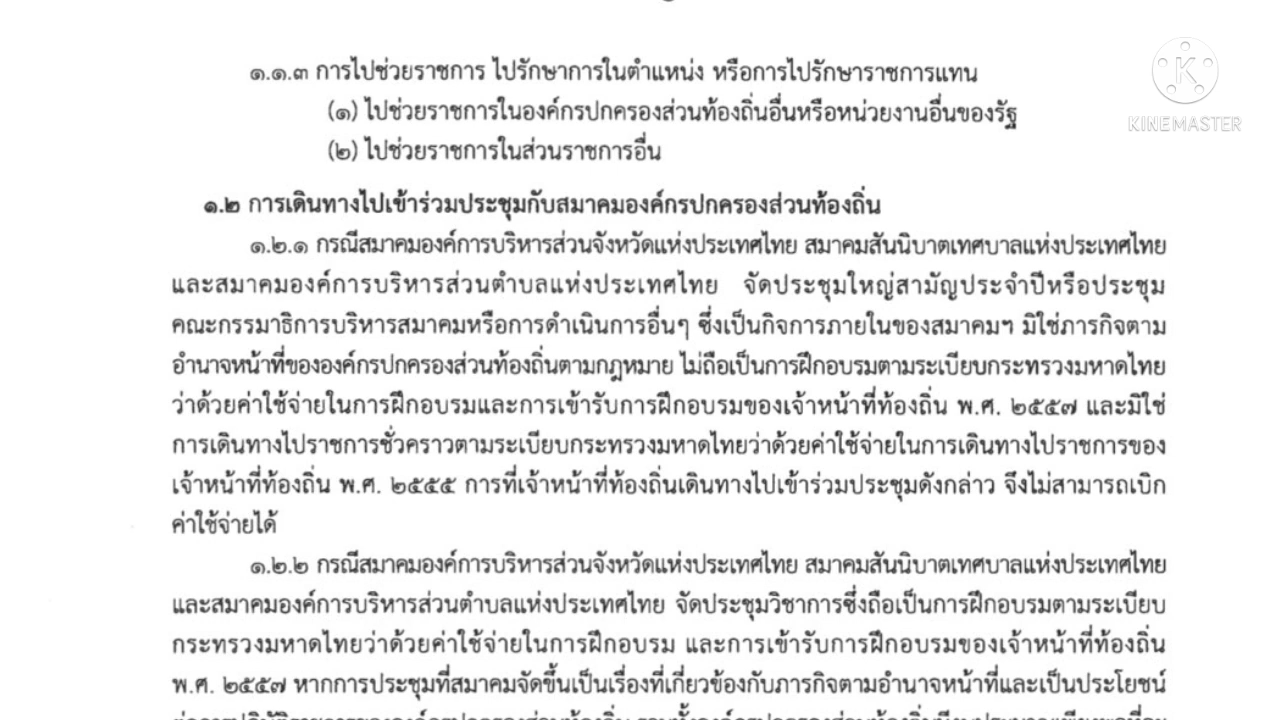 ๑.๑.๓ การไปช่วยราชการ ไปรักษาการในตำแหน่ง หรือการไปรักษาราชการแทน
(๑) ไปช่วยราชการในองค์กรปกครองส่วนท้องถิ่นอื่นหรือหน่วยงานอื่นของรัฐ
(๒) ไปช่วยราชการในส่วนราชการอื่น
๑.๒ การเดินทางไปเข้าร่วมประชุมกับสมาคมองค์กรปกครองส่วนท้องถิ่น
๑.๒.๑ กรณีสมาคมองค์การบริหารส่วนจังหวัดแห่งประเทศไทย สมาคมสันนิบาตเทศบาลแห่งประเทศไทย
และสมาคมองค์การบริหารส่วนตำบลแห่งประเทศไทย จัดประชุมใหญ่สามัญประจำปีหรือประชุม
คณะกรรมาธิการบริหารสมาคมหรือการดำเนินการอื่นๆ ซึ่งเป็นกิจการภายในของสมาคมฯ มิใช่ภารกิจตาม
อำนาจหน้าที่ขององค์กรปกครองส่วนท้องถิ่นตามกฎหมาย ไม่ถือเป็นการฝึกอบรมตามระเบียบกระทรวงมหาดไทย
ว่าด้วยค่าใช้จ่ายในการฝึกอบรมและการเข้ารับการฝึกอบรมของเจ้าหน้าที่ท้องถิ่น พ.ศ. ๒๕๕๗ และมิใช่
การเดินทางไปราชการชั่วคราวตามระเบียบกระทรวงมหาดไทยว่าด้วยค่าใช้จ่ายในการเดินทางไปราชการของ
เจ้าหน้าที่ท้องถิ่น พ.ศ. ๒๕๕๕ การที่เจ้าหน้าที่ท้องถิ่นเดินทางไปเข้าร่วมประชุมดังกล่าว จึงไม่สามารถเบิก
ค่าใช้จ่ายได้
๑.๒.๒ กรณีสมาคมองค์การบริหารส่วนจังหวัดแห่งประเทศไทย สมาคมสันนิบาตเทศบาลแห่งประเทศไทย
และสมาคมองค์การบริหารส่วนตำบลแห่งประเทศไทย จัดประชุมวิชาการซึ่งถือเป็นการฝึกอบรมตามระเบียบ
กระทรวงมหาดไทยว่าด้วยค่าใช้จ่ายในการฝึกอบรม และการเข้ารับการฝึกอบรมของเจ้าหน้าที่ท้องถิ่น
พ.ศ. ๒๕๕๗ หากการประชุมที่สมาคมจัดขึ้นเป็นเรื่องที่เกี่ยวข้องกับภารกิจตามอำนาจหน้าที่และเป็นประโยชน์
K
KINEMASTER